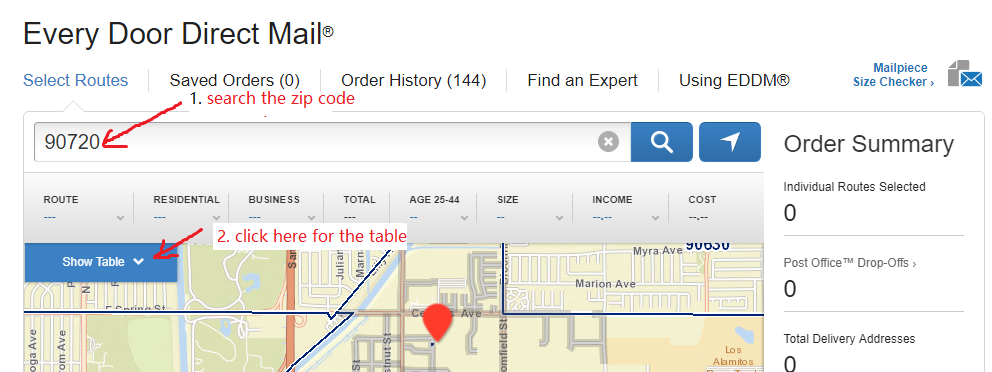 Every Door Direct Mail®
Select Routes
Saved Orders (0)
Order History (144)
Find an Expert
Using EDDM®
Mailpiece
Size Checker ›
1. search the zip code
90720
Order Summary
ROUTE
---
RESIDENTIAL
---
BUSINESS
---
TOTAL
---
AGE 25-44
--
SIZE
--
INCOME
--.--
COST
--.--
Individual Routes Selected
0
2. click here for the table
Show Table
90630
Myra Ave
Marion Ave
Post Office™ Drop-Offs ›
0
Total Delivery Addresses
0
E Spring St
Julian
San
Los
Alamitos